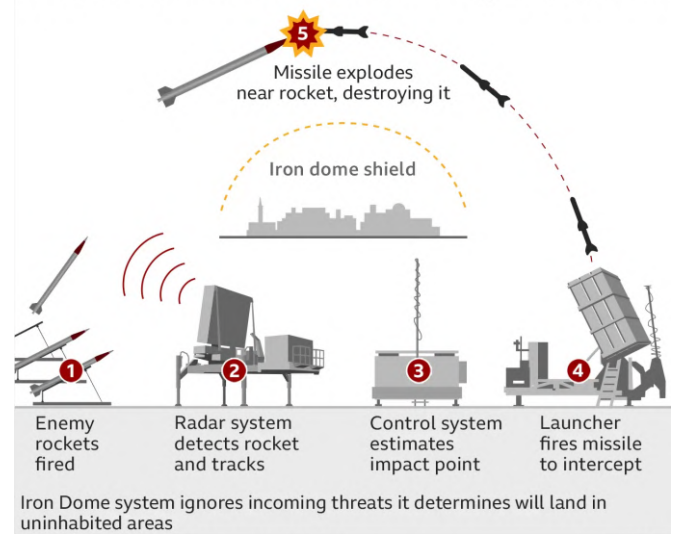 5
Missile explodes
near rocket, destroying it
Iron dome shield
1
2
3
4
Enemy
rockets
fired
Radar system
detects rocket
and tracks
Control system
estimates
impact point
Launcher
fires missile
to intercept
Iron Dome system ignores incoming threats it determines will land in
uninhabited areas